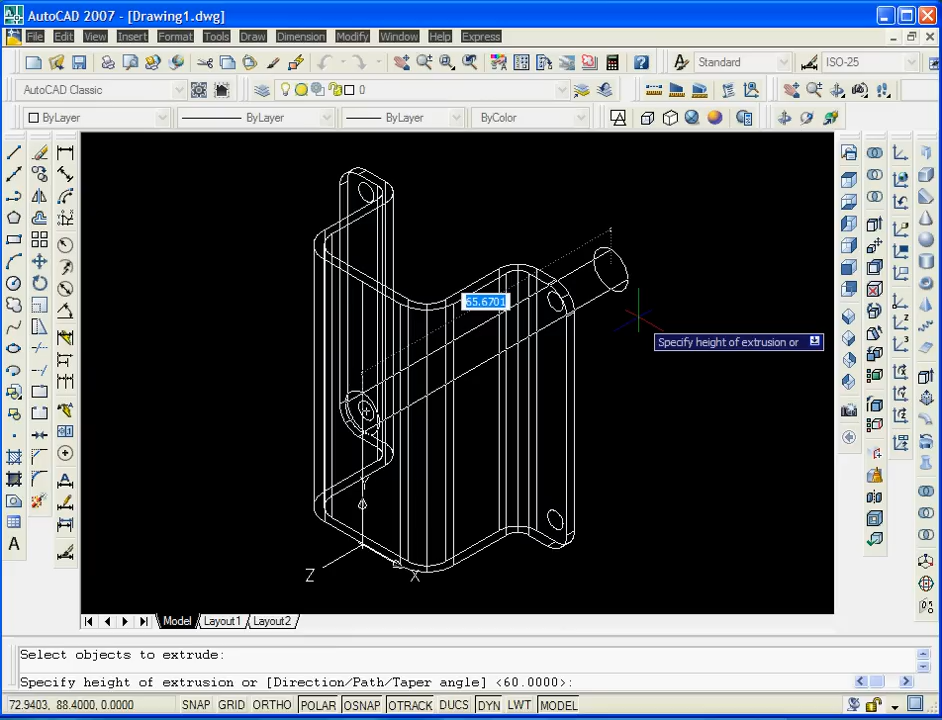 AutoCAD 2007 - [Drawing1.dwg]
File Edit View Insert Format Tools Draw Dimension Modify Window Help Express
Standard ISO-25
AutoCAD Classic 0
ByLayer ByLayer ByLayer ByColor
65.6701
Specify height of extrusion or
Z X
A
Model Layout1 Layout2
Select objects to extrude:
Specify height of extrusion or [Direction/Path/Taper angle] <60.0000>:
72.9403, 88.4000, 0.0000 SNAP GRID ORTHO POLAR OSNAP OTRACK DUCS DYN LWT MODEL